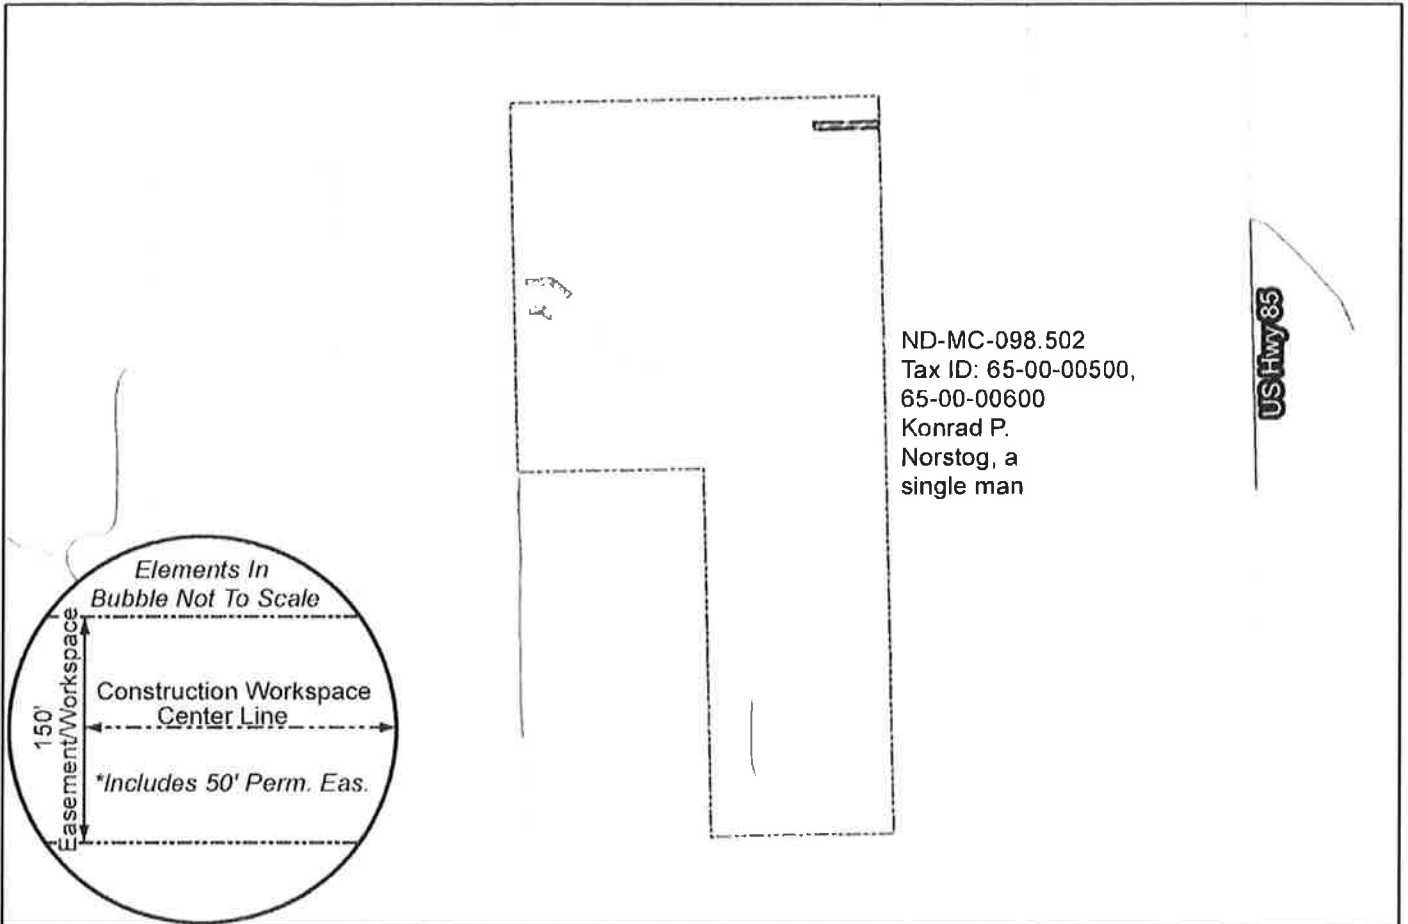 ND-MC-098.502
Tax ID: 65-00-00500,
65-00-00600
Konrad P.
Norstog, a
single man
US Hwy 85
Elements In
Bubble Not To Scale
150'
Easement/Workspace
Construction Workspace
Center Line
*Includes 50' Perm. Eas.